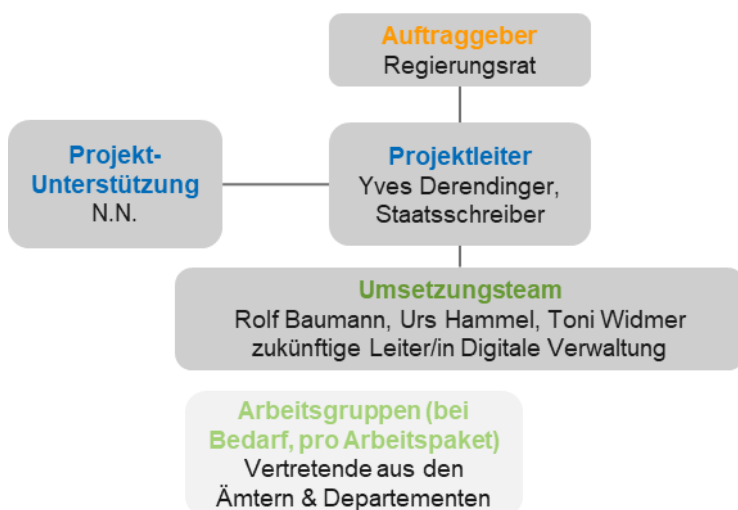 Auftraggeber
Regierungsrat
Projekt-
Unterstützung
N.N.
Projektleiter
Yves Derendinger,
Staatsschreiber
Umsetzungsteam
Rolf Baumann, Urs Hammel, Toni Widmer
zukünftige Leiter/in Digitale Verwaltung
Arbeitsgruppen (bei
Bedarf, pro Arbeitspaket)
Vertretende aus den
Ämtern & Departementen